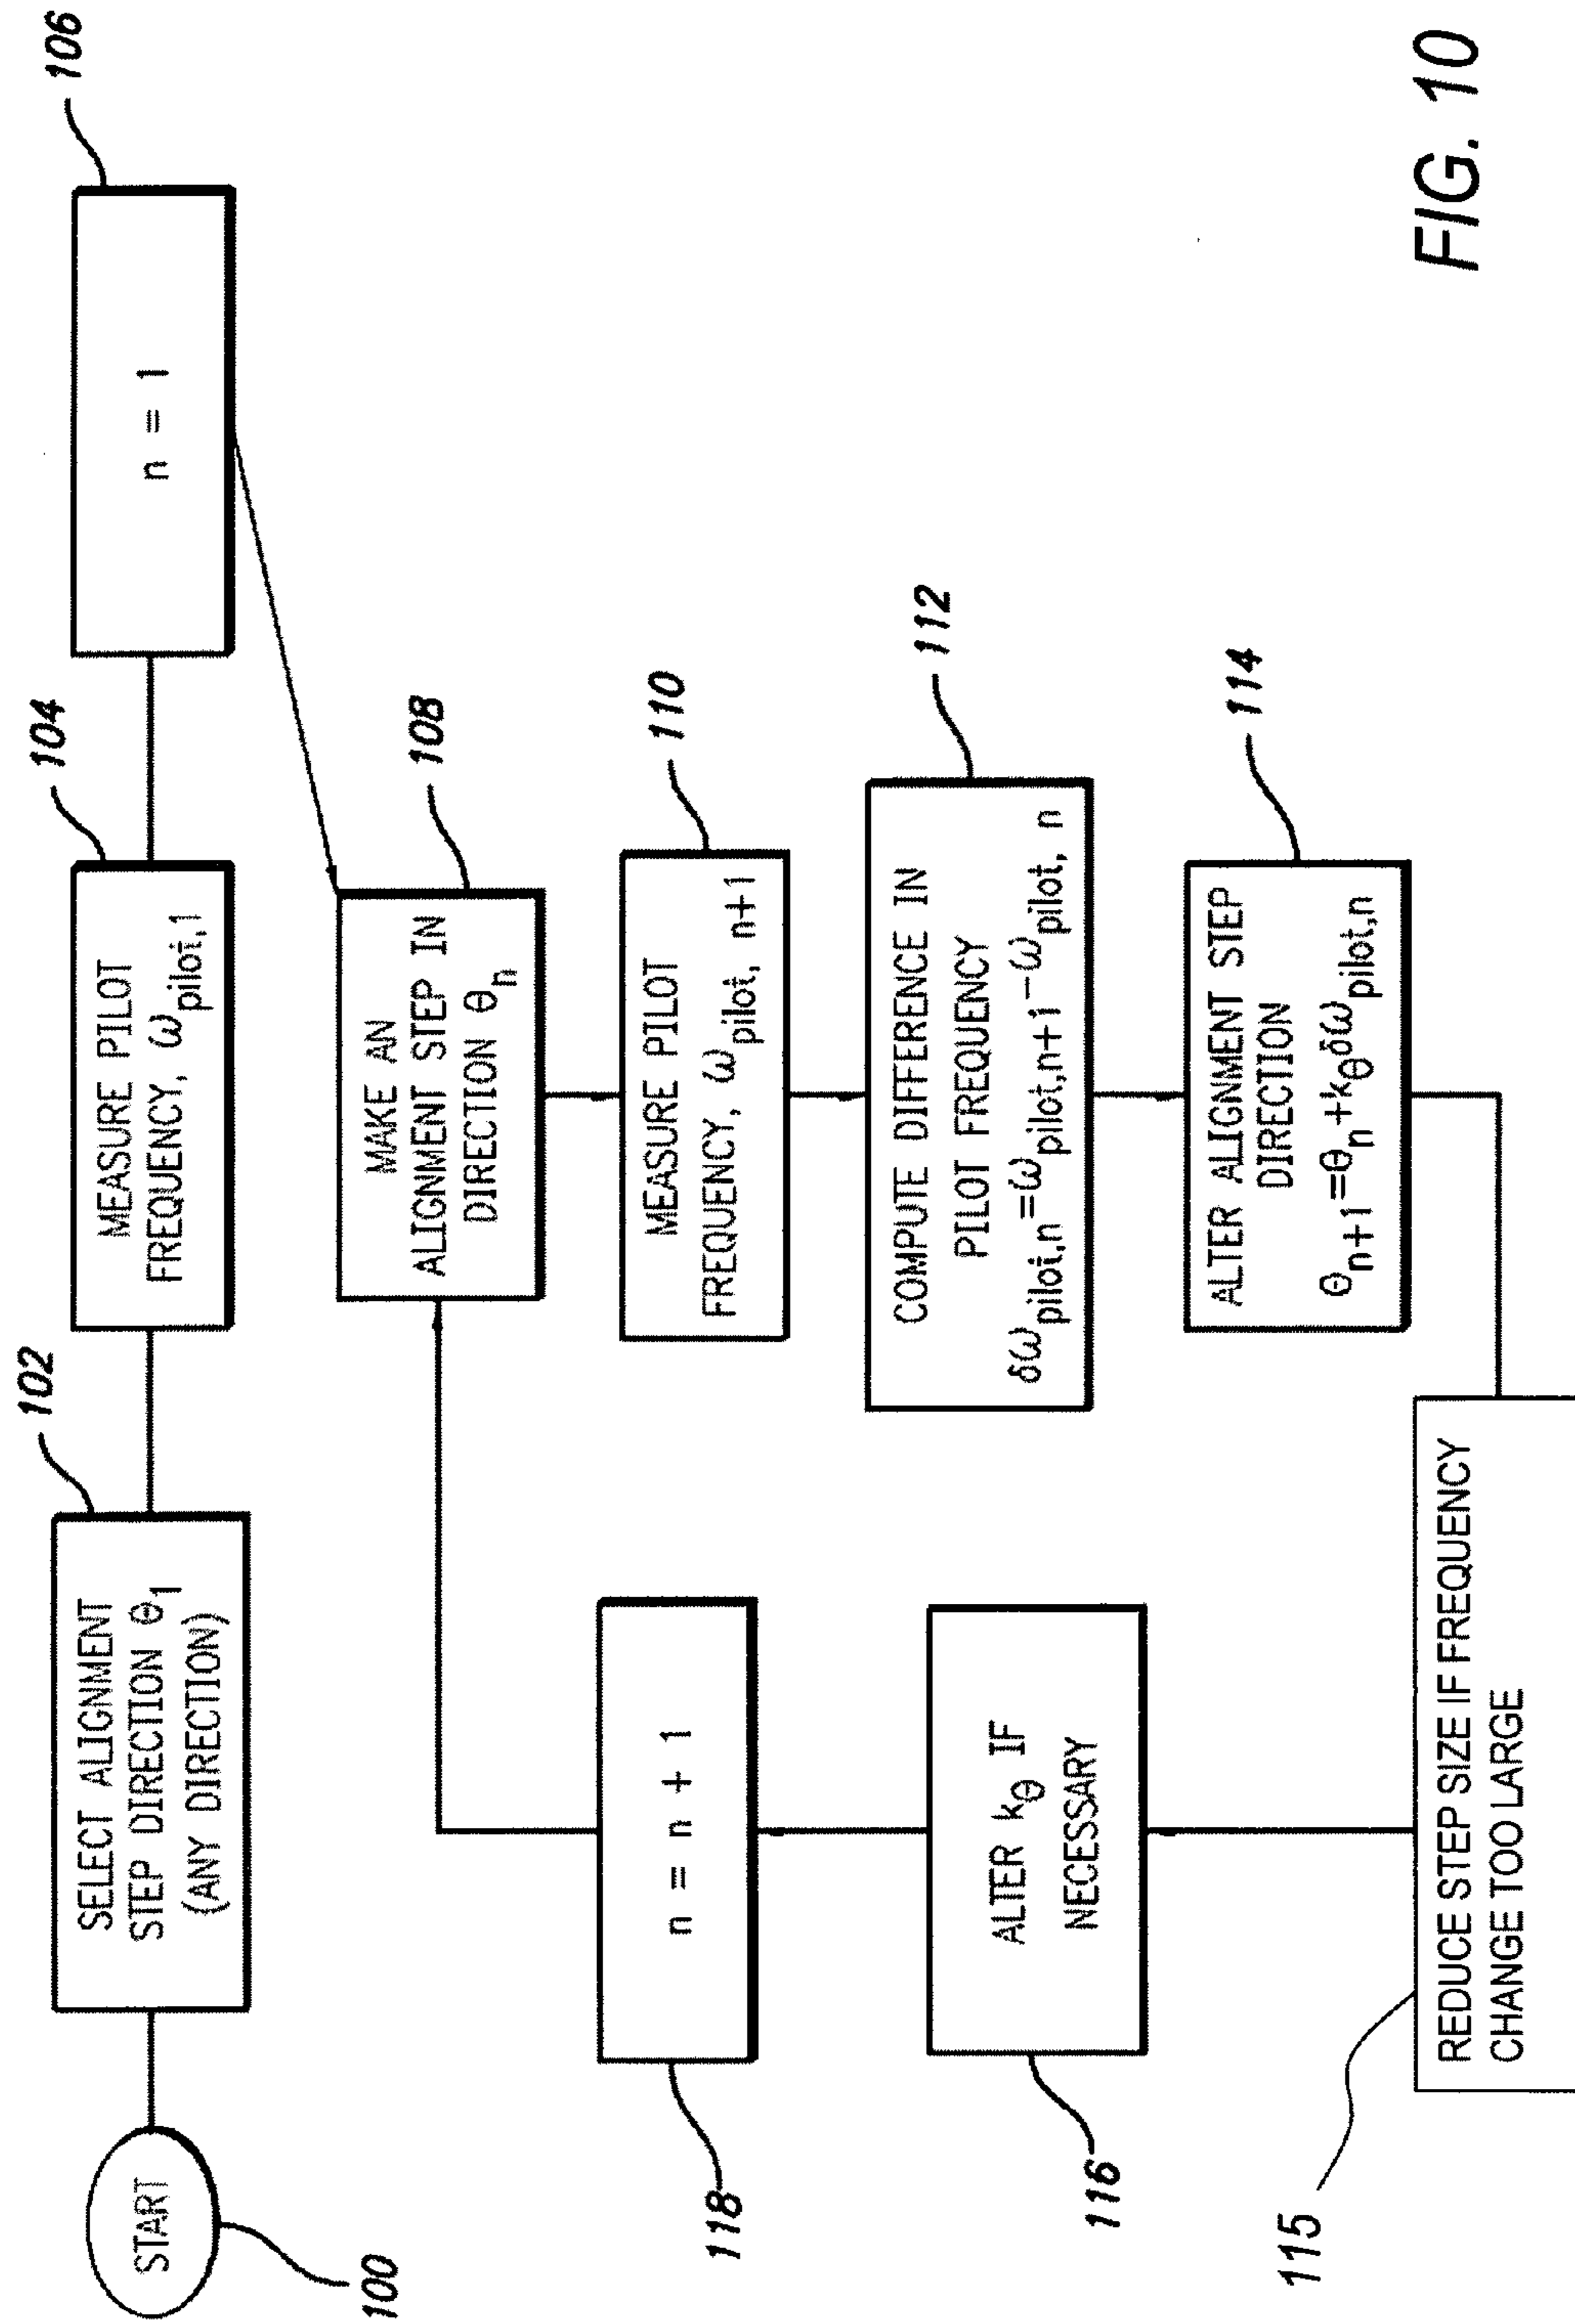 START
100
SELECT ALIGNMENT
STEP DIRECTION θ1
(ANY DIRECTION)
102
MEASURE PILOT
FREQUENCY, ωpilot,1
104
n = 1
106
MAKE AN
ALIGNMENT STEP IN
DIRECTION θn
108
MEASURE PILOT
FREQUENCY, ωpilot, n+1
110
COMPUTE DIFFERENCE IN
PILOT FREQUENCY
δωpilot,n=ωpilot,n+1-ωpilot, n
112
ALTER ALIGNMENT STEP
DIRECTION
θn+1=θn+kθδωpilot,n
114
REDUCE STEP SIZE IF FREQUENCY
CHANGE TOO LARGE
115
ALTER kθ IF
NECESSARY
116
n = n + 1
118
FIG. 10